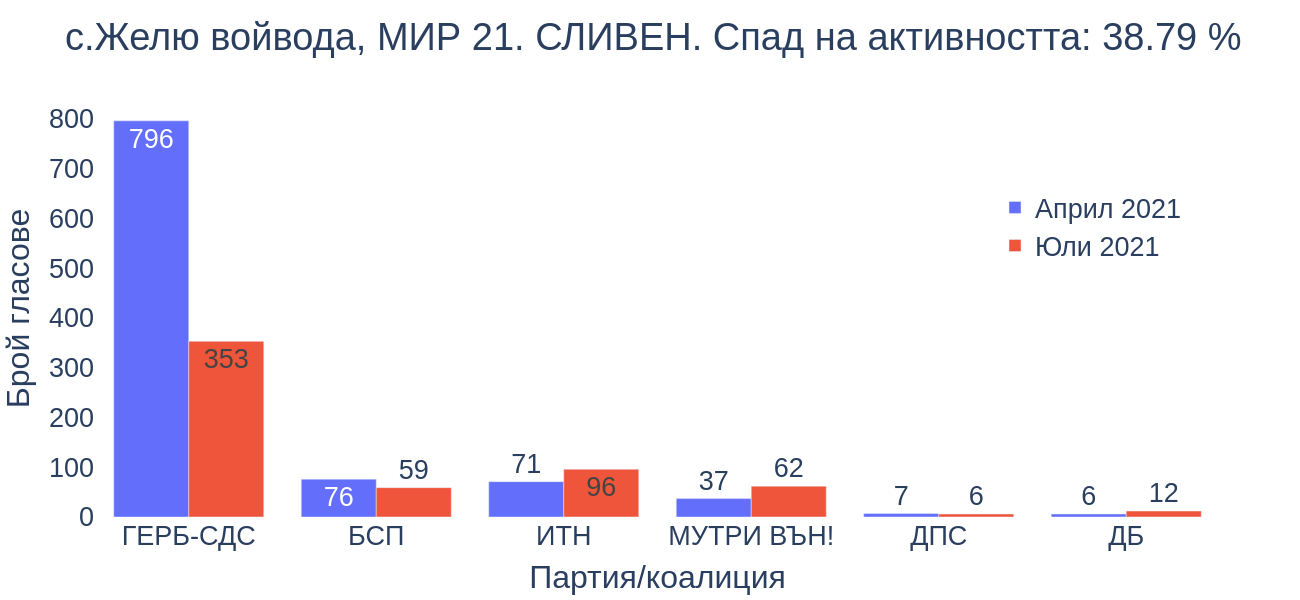 с.Желю войвода, МИР 21. СЛИВЕН. Спад на активността: 38.79 %
Брой гласове
800
700
600
500
400
300
200
100
0
796
353
76
59
71
96
37
62
7
6
6
12
Април 2021
Юли 2021
ГЕРБ-СДС
БСП
ИТН
МУТРИ ВЪН!
ДПС
ДБ
Партия/коалиция